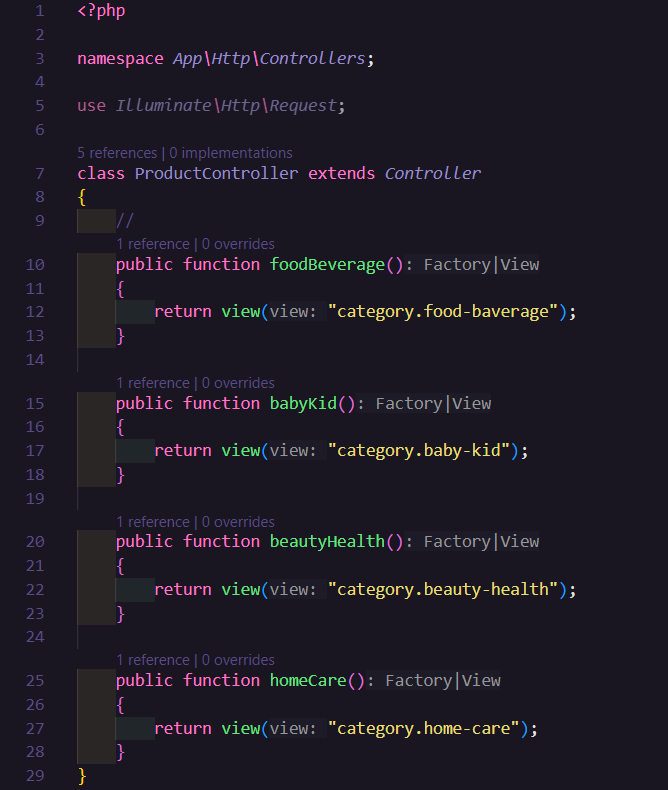 1 <?php
2
3 namespace App\Http\Controllers;
4
5 use Illuminate\Http\Request;
6
5 references | 0 implementations
7 class ProductController extends Controller
8 {
9 //
1 reference | 0 overrides
10 public function foodBeverage(): Factory|View
11 {
12 return view(view: "category.food-baverage");
13 }
14
1 reference | 0 overrides
15 public function babyKid(): Factory|View
16 {
17 return view(view: "category.baby-kid");
18 }
19
1 reference | 0 overrides
20 public function beautyHealth(): Factory|View
21 {
22 return view(view: "category.beauty-health");
23 }
24
1 reference | 0 overrides
25 public function homeCare(): Factory|View
26 {
27 return view(view: "category.home-care");
28 }
29 }